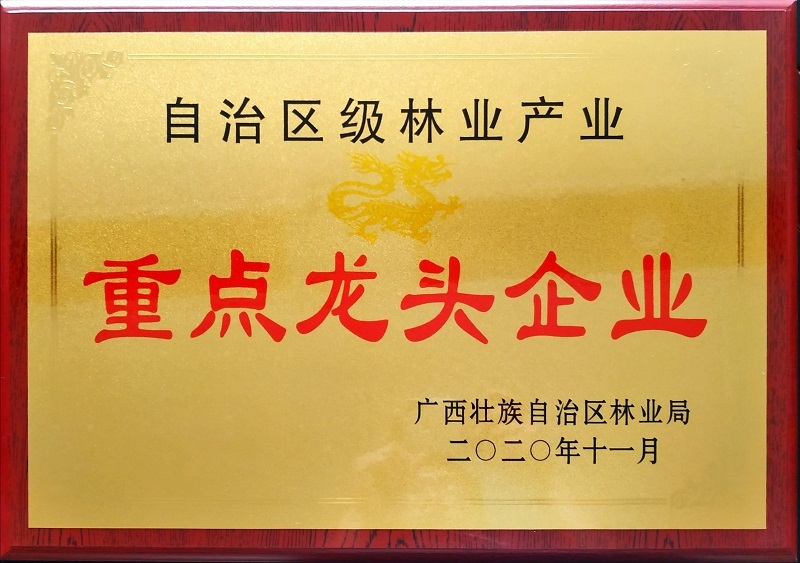 自治区级林业产业
重点龙头企业
广西壮族自治区林业局
二〇二〇年十一月